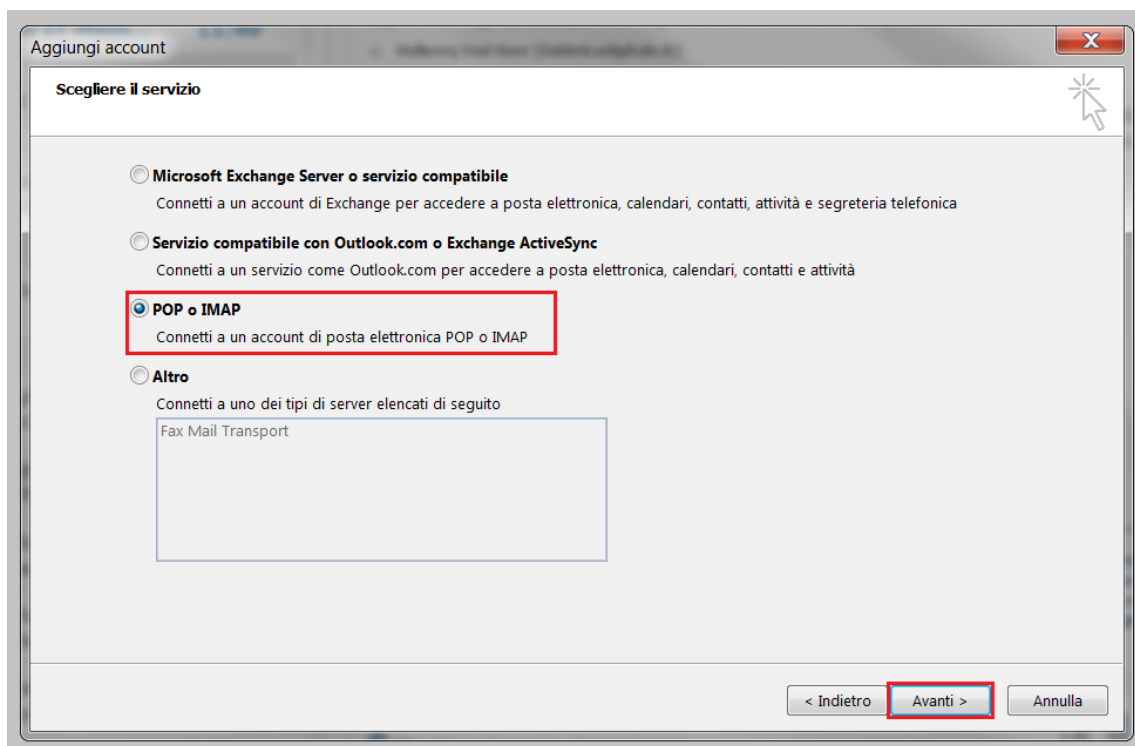 Aggiungi account
Scegliere il servizio
Microsoft Exchange Server o servizio compatibile
Connetti a un account di Exchange per accedere a posta elettronica, calendari, contatti, attività e segreteria telefonica
Servizio compatibile con Outlook.com o Exchange ActiveSync
Connetti a un servizio come Outlook.com per accedere a posta elettronica, calendari, contatti e attività
POP o IMAP
Connetti a un account di posta elettronica POP o IMAP
Altro
Connetti a uno dei tipi di server elencati di seguito
Fax Mail Transport
< Indietro Avanti > Annulla